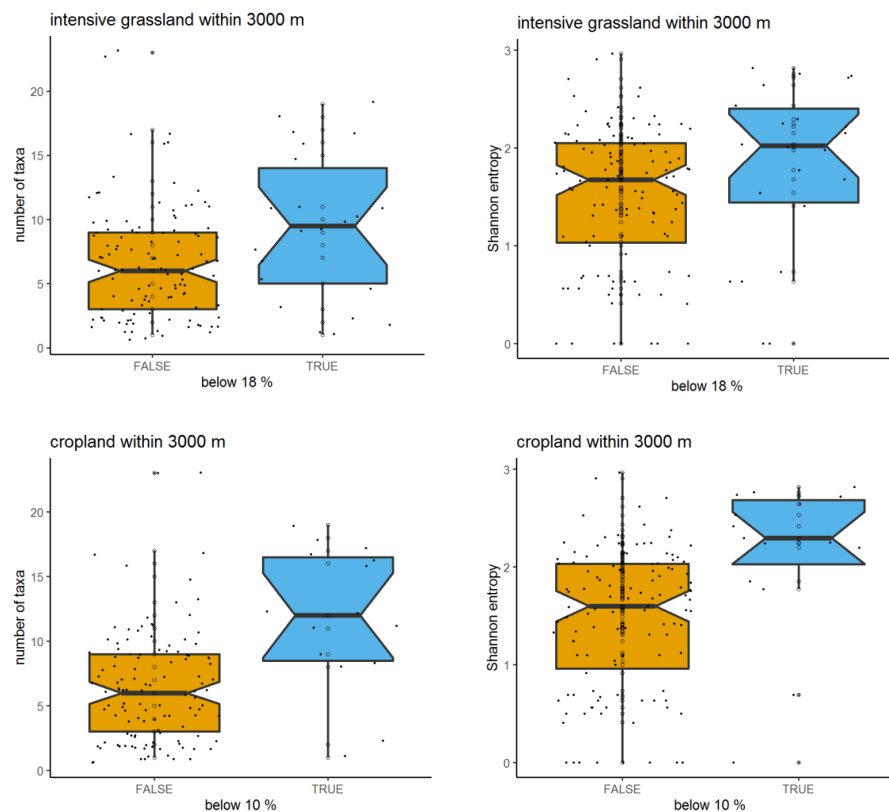 intensive grassland within 3000 m
number of taxa
20
15
10
5
0
FALSE TRUE
below 18 %
intensive grassland within 3000 m
Shannon entropy
3
2
1
0
FALSE TRUE
below 18 %
cropland within 3000 m
number of taxa
20
15
10
5
0
FALSE TRUE
below 10 %
cropland within 3000 m
Shannon entropy
3
2
1
0
FALSE TRUE
below 10 %